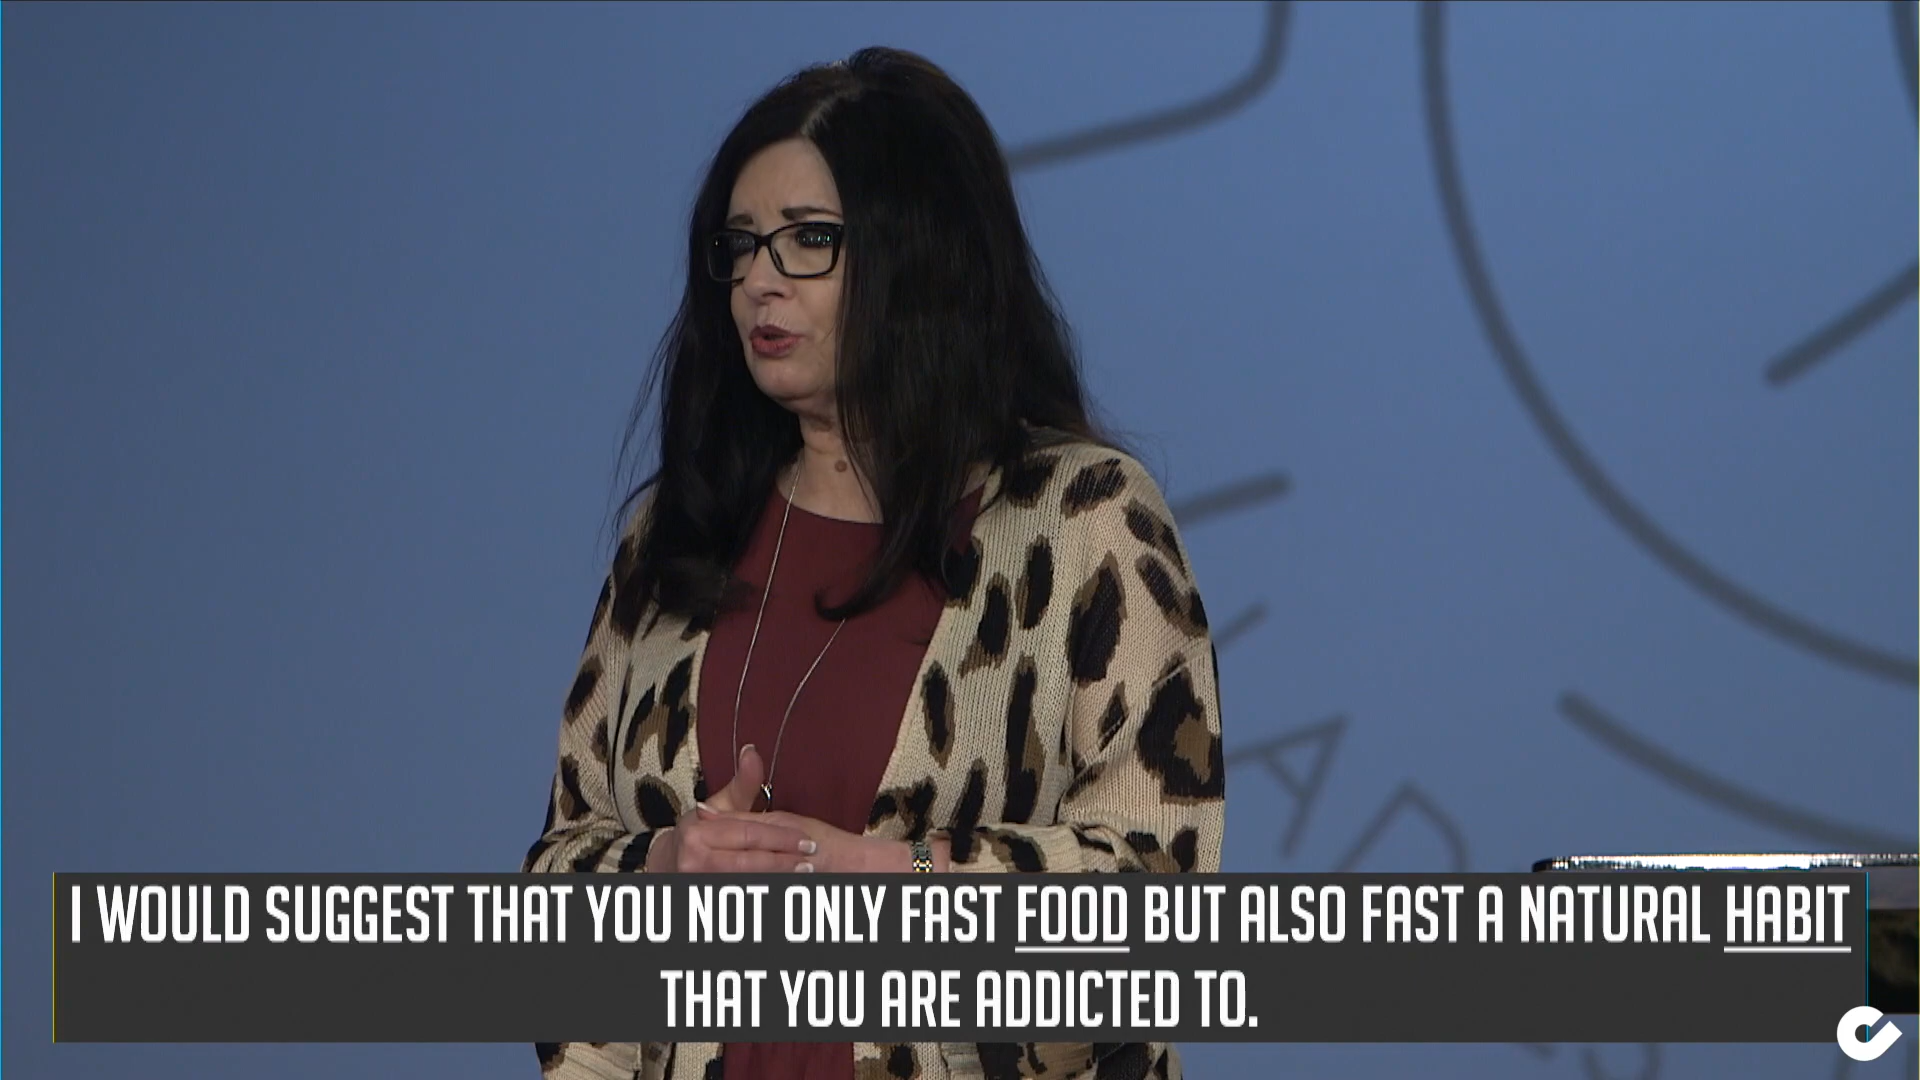 I WOULD SUGGEST THAT YOU NOT ONLY FAST FOOD BUT ALSO FAST A NATURAL HABIT
THAT YOU ARE ADDICTED TO.